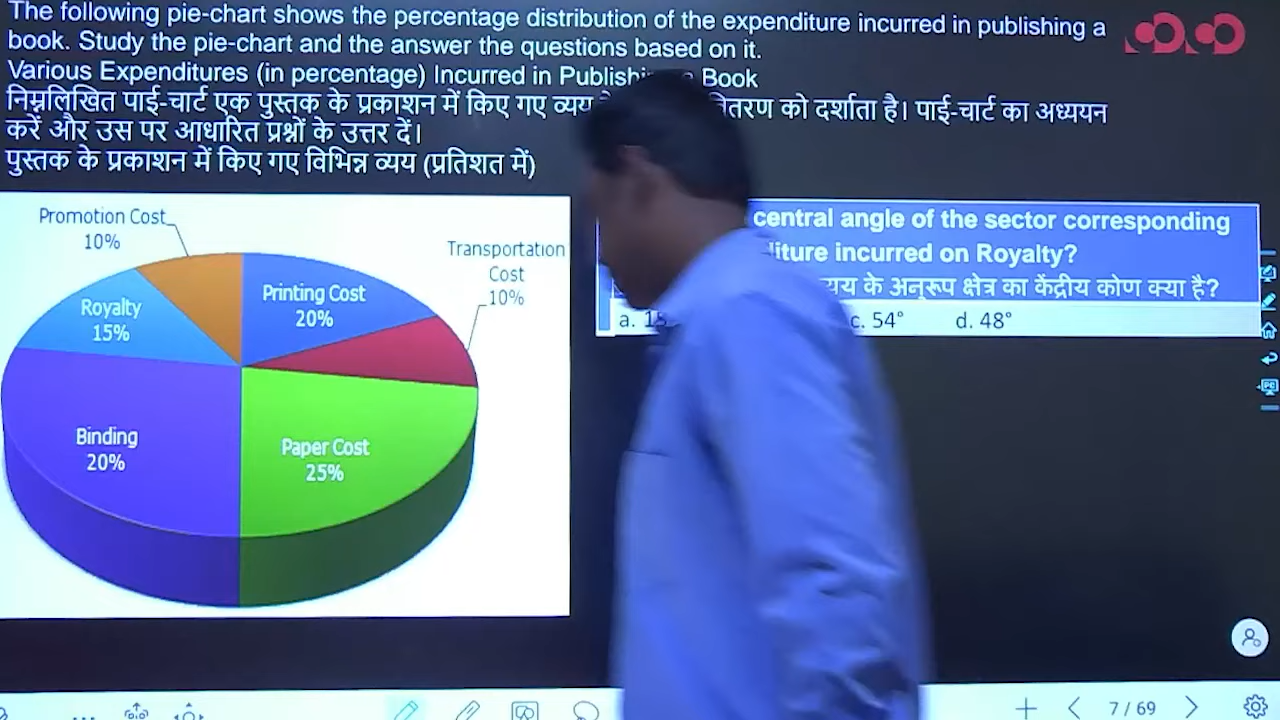 The following pie-chart shows the percentage distribution of the expenditure incurred in publishing a
book. Study the pie-chart and the answer the questions based on it.
Various Expenditures (in percentage) Incurred in Book
निम्नलिखित पाई-चार्ट एक पुस्तक के प्रकाशन में किए गए व्यय को दर्शाता है। पाई-चार्ट का अध्ययन
करें और उस पर आधारित प्रश्नों के उत्तर दें।
पुस्तक के प्रकाशन में किए गए विभिन्न व्यय (प्रतिशत में)
Promotion Cost
10%
Transportation
Cost
10%
Printing Cost
20%
Royalty
15%
Binding
20%
Paper Cost
25%
central angle of the sector corresponding
incurred on Royalty?
के अनुरूप क्षेत्र का केंद्रीय कोण क्या है?
a. c. 54° d. 48°
PC
7 / 69